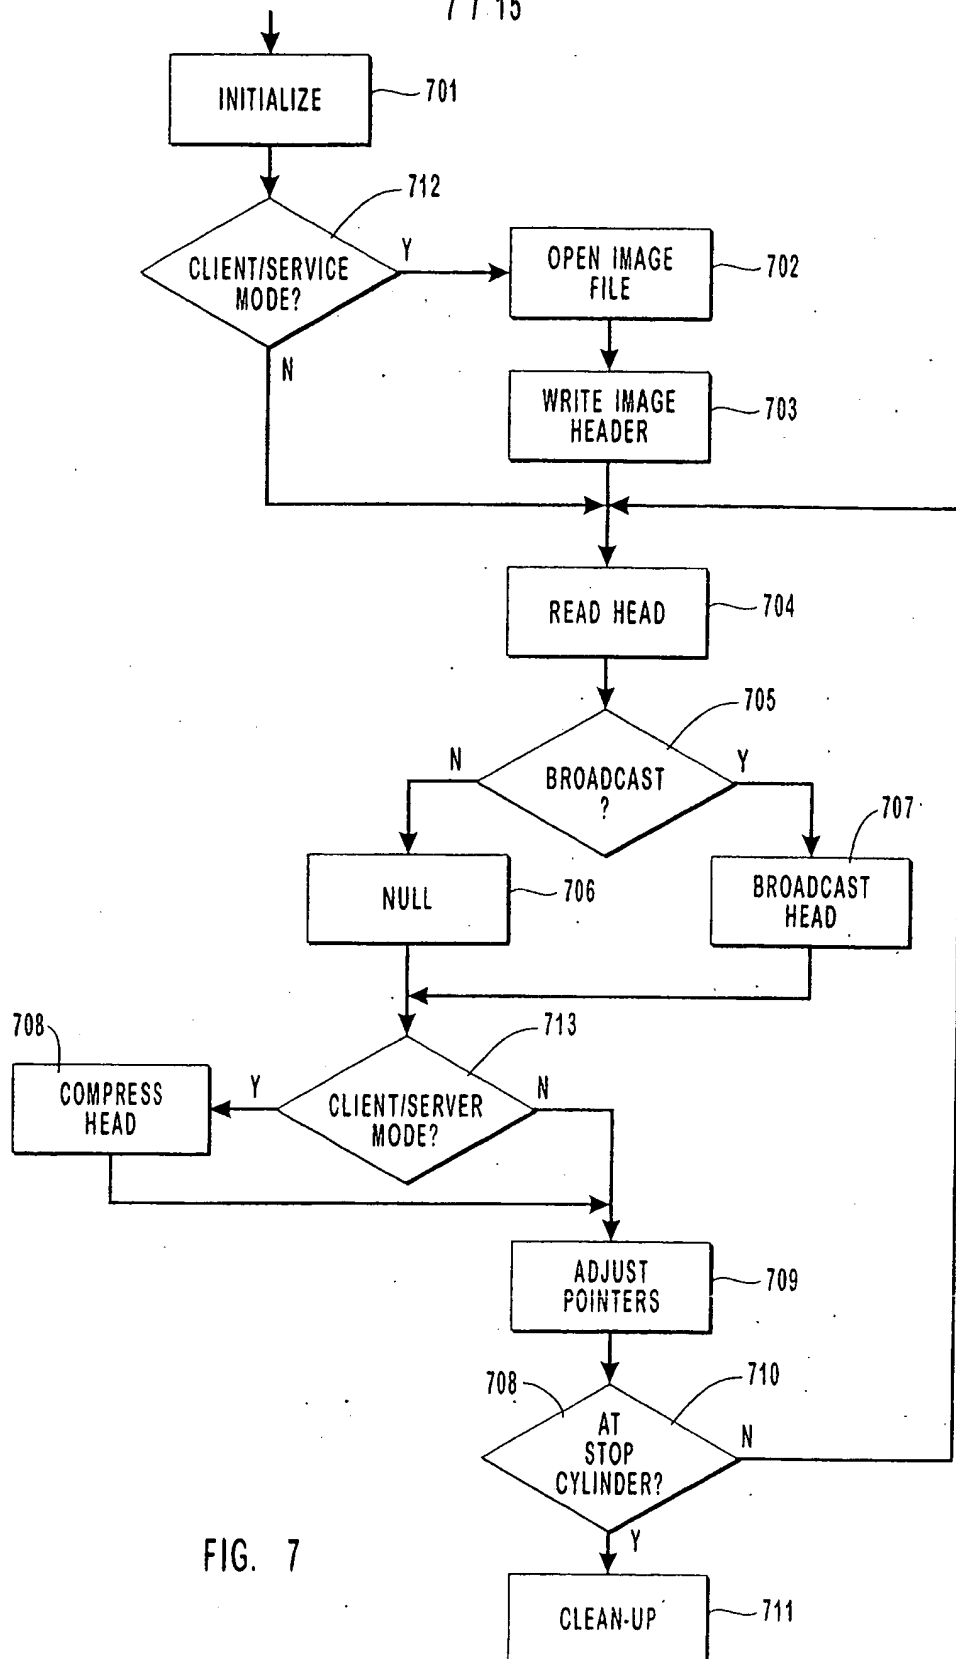 7 / 15
INITIALIZE
701
712
CLIENT/SERVICE
MODE?
Y
N
OPEN IMAGE
FILE
702
WRITE IMAGE
HEADER
703
READ HEAD
704
705
BROADCAST
?
N
Y
707
NULL
706
BROADCAST
HEAD
708
COMPRESS
HEAD
713
Y
CLIENT/SERVER
MODE?
N
ADJUST
POINTERS
709
708
710
AT
STOP
CYLINDER?
N
Y
FIG. 7
CLEAN-UP
711